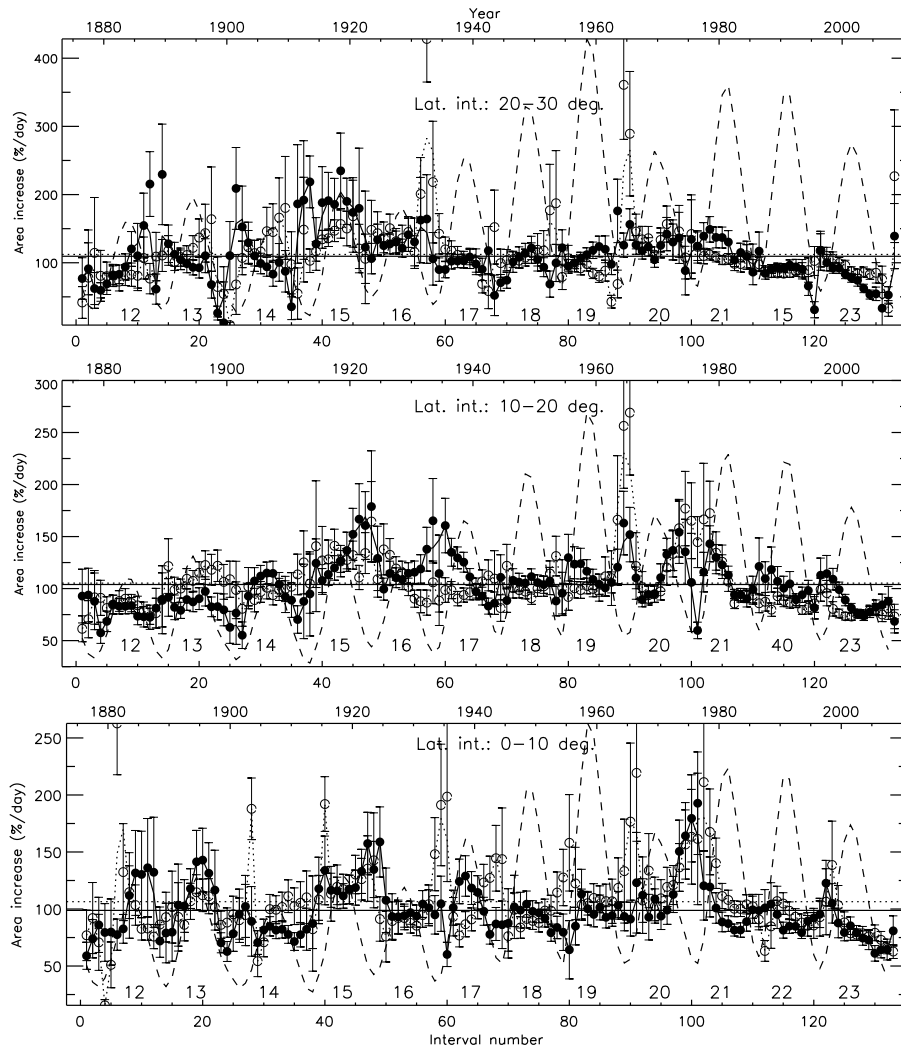 Year
1880 1900 1920 1940 1960 1980 2000
400
300
200
100
Area increase (%/day)
Lat. int.: 20−30 deg.
12 13 14 15 16 17 18 19 20 21 15 23
0 20 40 60 80 100 120
1880 1900 1920 1940 1960 1980 2000
300
250
200
150
100
50
Area increase (%/day)
Lat. int.: 10−20 deg.
12 13 14 15 16 17 18 19 20 21 40 23
0 20 40 60 80 100 120
1880 1900 1920 1940 1960 1980 2000
250
200
150
100
50
Area increase (%/day)
Lat. int.: 0−10 deg.
12 13 14 15 16 17 18 19 20 21 22 23
0 20 40 60 80 100 120
Interval number